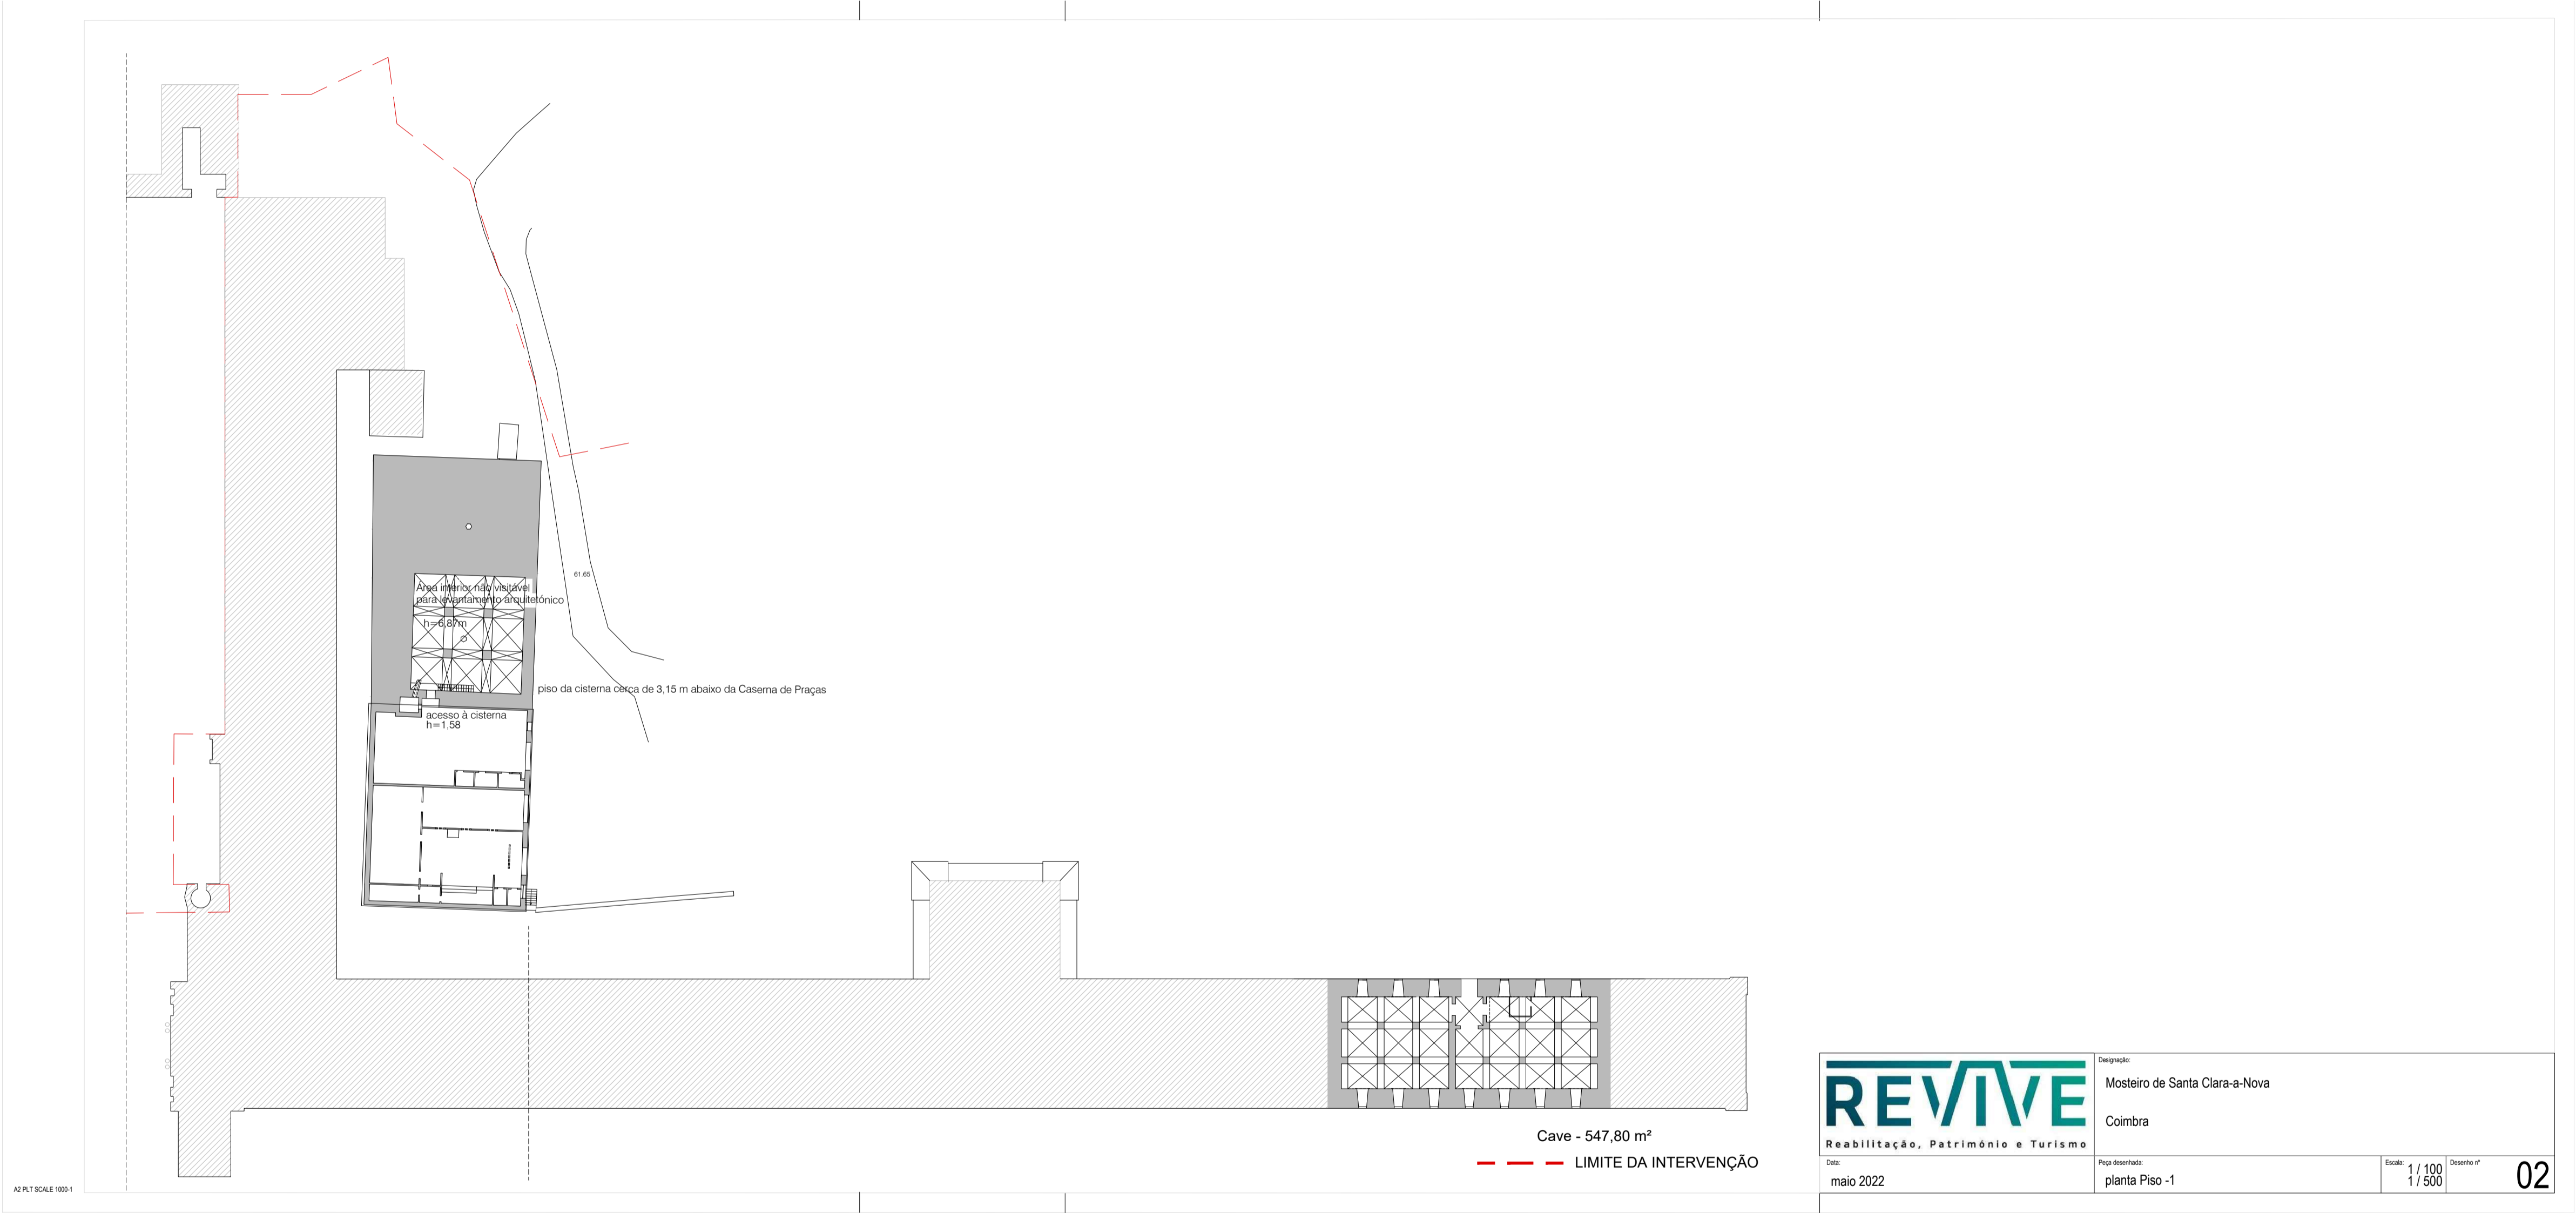 61.65
Área interior não visitável
para levantamento arquitetónico
h=6,87m
piso da cisterna cerca de 3,15 m abaixo da Caserna de Praças
acesso à cisterna
h=1,58
Cave - 547,80 m²
LIMITE DA INTERVENÇÃO
REVIVE
Reabilitação, Património e Turismo
Designação:
Mosteiro de Santa Clara-a-Nova
Coimbra
Data:
maio 2022
Peça desenhada:
planta Piso -1
Escala:
1 / 100
1 / 500
Desenho nº
02
A2 PLT SCALE 1000-1